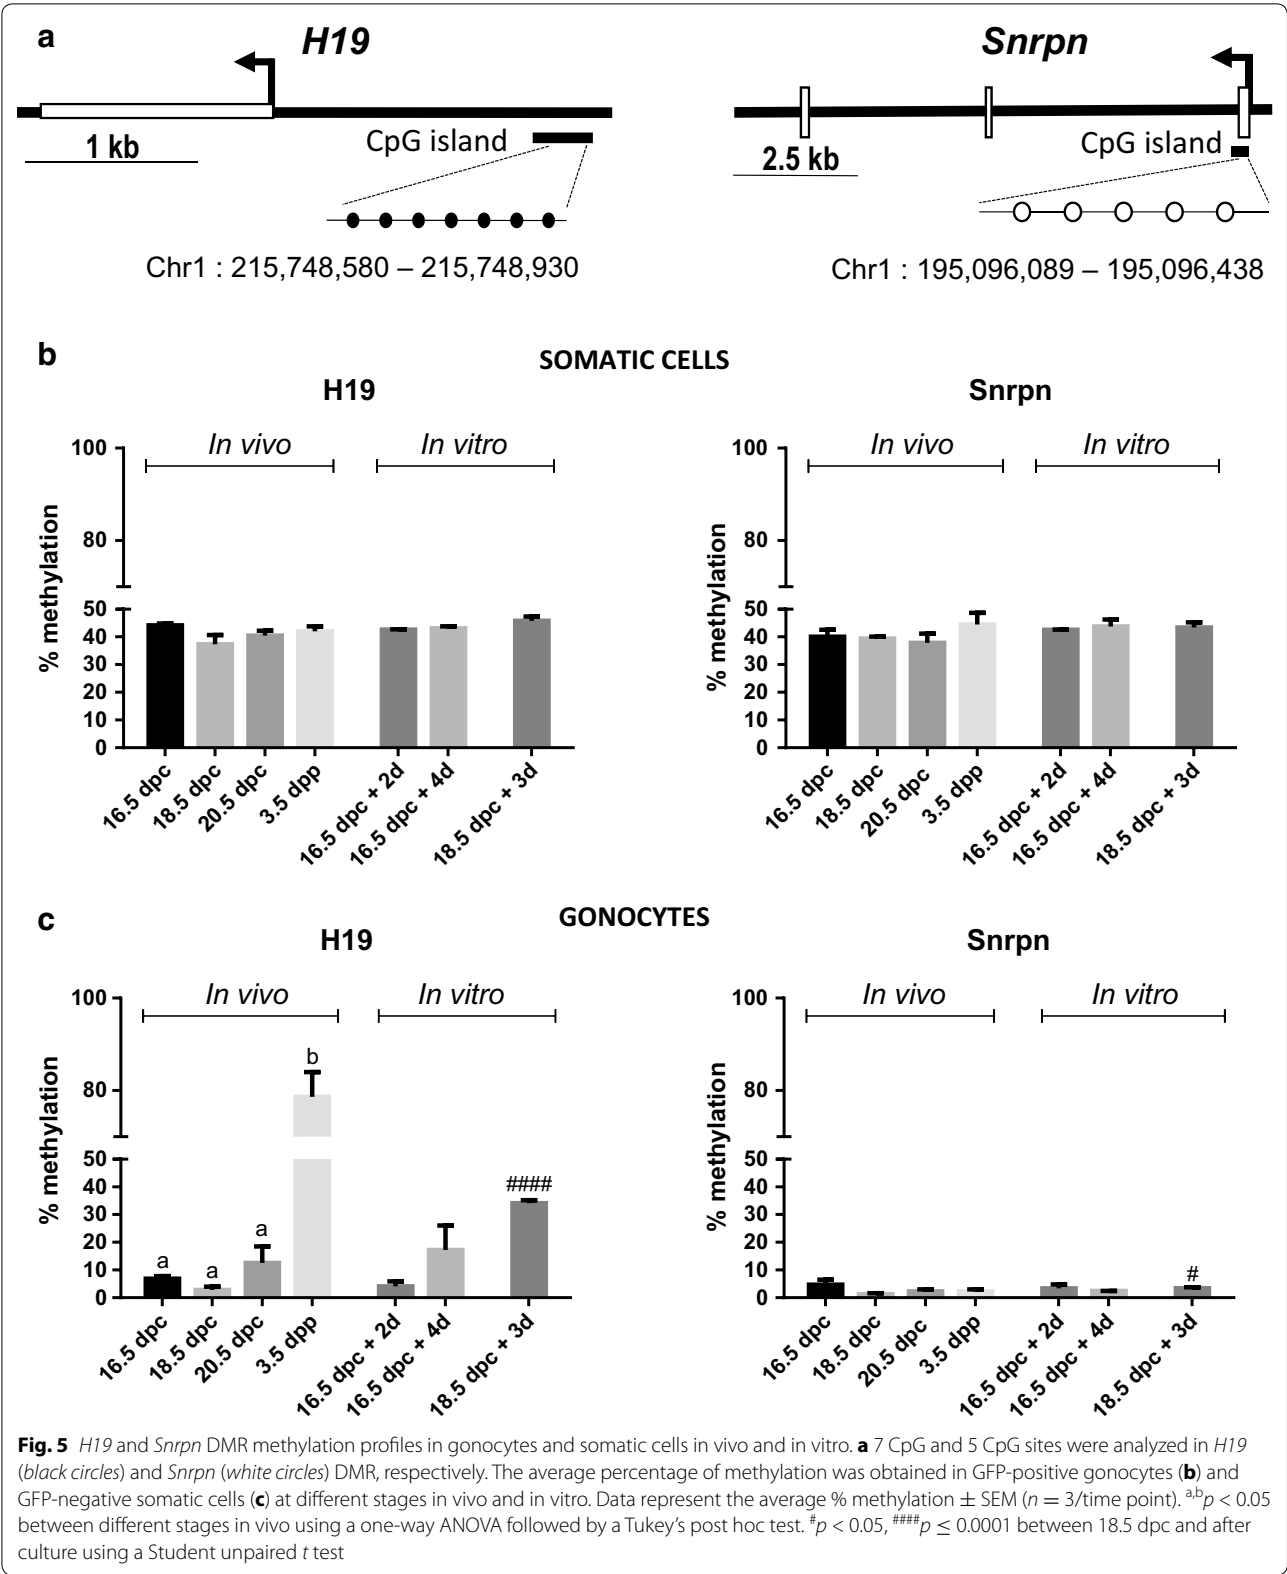 a
H19
Snrpn
CpG island
1 kb
CpG island
2.5 kb
Chr1 : 215,748,580 – 215,748,930
Chr1 : 195,096,089 – 195,096,438
b
SOMATIC CELLS
H19
Snrpn
In vivo
In vitro
In vivo
In vitro
% methylation
100
80
50
40
30
20
10
0
16.5 dpc
18.5 dpc
20.5 dpc
3.5 dpp
16.5 dpc + 2d
16.5 dpc + 4d
18.5 dpc + 3d
% methylation
100
80
50
40
30
20
10
0
16.5 dpc
18.5 dpc
20.5 dpc
3.5 dpp
16.5 dpc + 2d
16.5 dpc + 4d
18.5 dpc + 3d
c
GONOCYTES
H19
Snrpn
In vivo
In vitro
In vivo
In vitro
% methylation
100
80
50
40
30
20
10
0
a
a
a
b
####
16.5 dpc
18.5 dpc
20.5 dpc
3.5 dpp
16.5 dpc + 2d
16.5 dpc + 4d
18.5 dpc + 3d
% methylation
100
80
50
40
30
20
10
0
#
16.5 dpc
18.5 dpc
20.5 dpc
3.5 dpp
16.5 dpc + 2d
16.5 dpc + 4d
18.5 dpc + 3d
Fig. 5 H19 and Snrpn DMR methylation profiles in gonocytes and somatic cells in vivo and in vitro. a 7 CpG and 5 CpG sites were analyzed in H19
(black circles) and Snrpn (white circles) DMR, respectively. The average percentage of methylation was obtained in GFP-positive gonocytes (b) and
GFP-negative somatic cells (c) at different stages in vivo and in vitro. Data represent the average % methylation ± SEM (n = 3/time point). a,bp < 0.05
between different stages in vivo using a one-way ANOVA followed by a Tukey's post hoc test. #p < 0.05, ####p ≤ 0.0001 between 18.5 dpc and after
culture using a Student unpaired t test